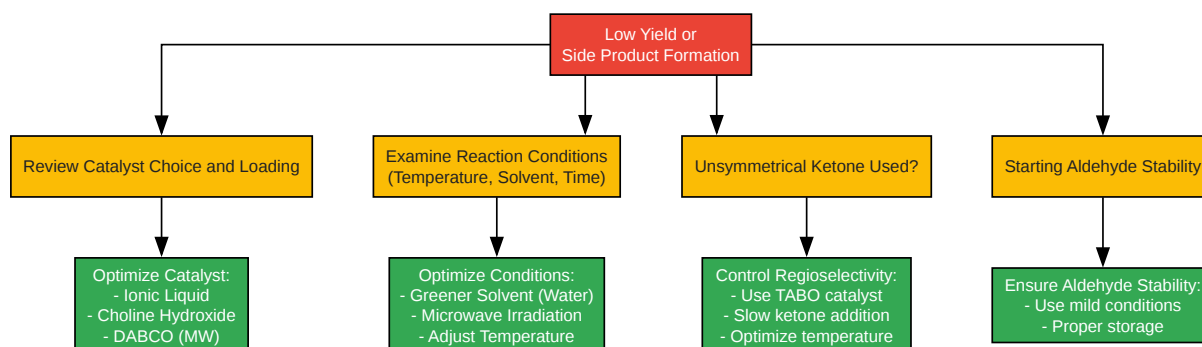 Low Yield or
Side Product Formation
Review Catalyst Choice and Loading
Examine Reaction Conditions
(Temperature, Solvent, Time)
Unsymmetrical Ketone Used?
Starting Aldehyde Stability
Optimize Catalyst:
- Ionic Liquid
- Choline Hydroxide
- DABCO (MW)
Optimize Conditions:
- Greener Solvent (Water)
- Microwave Irradiation
- Adjust Temperature
Control Regioselectivity:
- Use TABO catalyst
- Slow ketone addition
- Optimize temperature
Ensure Aldehyde Stability:
- Use mild conditions
- Proper storage